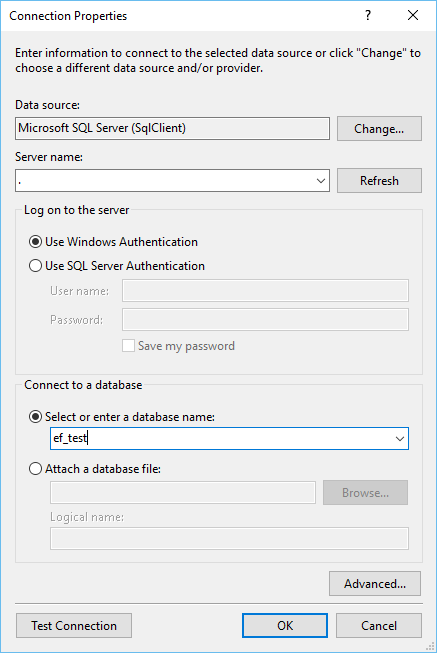 Connection Properties
?
Enter information to connect to the selected data source or click "Change" to
choose a different data source and/or provider.
Data source:
Microsoft SQL Server (SqlClient)
Change...
Server name:
.
Refresh
Log on to the server
Use Windows Authentication
Use SQL Server Authentication
User name:
Password:
Save my password
Connect to a database
Select or enter a database name:
ef_test
Attach a database file:
Browse...
Logical name:
Advanced...
Test Connection
OK
Cancel